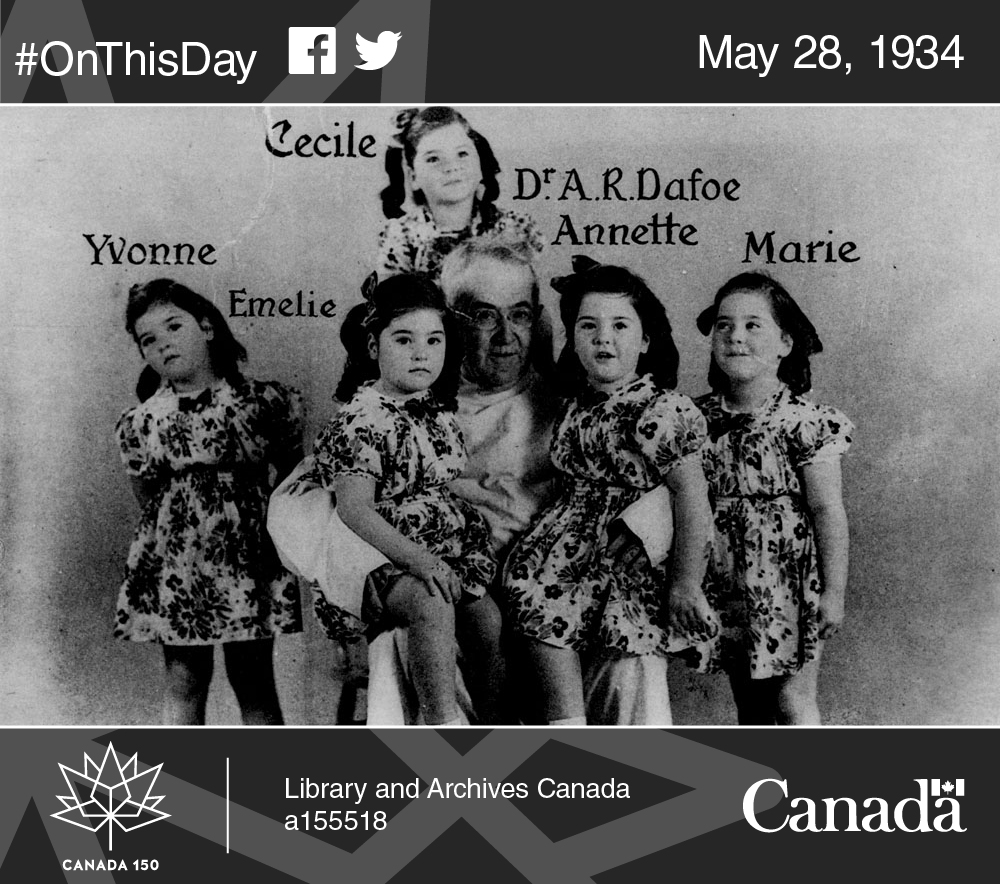 #OnThisDay
May 28, 1934
Cecile
Dr. A.R. Dafoe
Annette
Yvonne
Marie
Emelie
Library and Archives Canada
a155518
CANADA 150
Canada